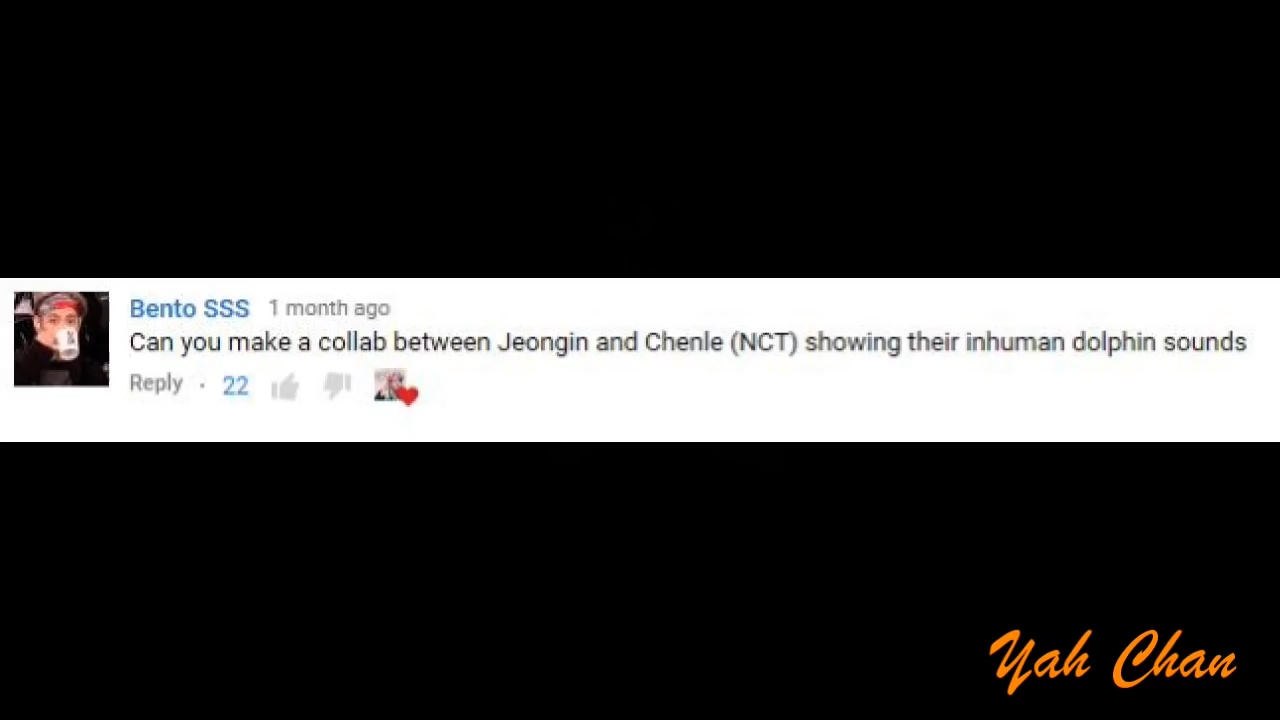 Bento SSS 1 month ago
Can you make a collab between Jeongin and Chenle (NCT) showing their inhuman dolphin sounds
Reply · 22
Yah Chan